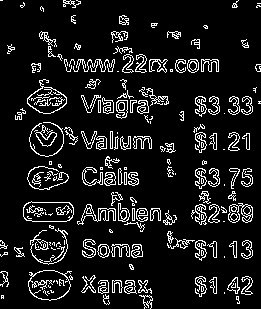 www.22rx.com
Viagra $3.33
Valium $1.21
Cialis $3.75
Ambien $2.89
Soma $1.13
Xanax $1.42